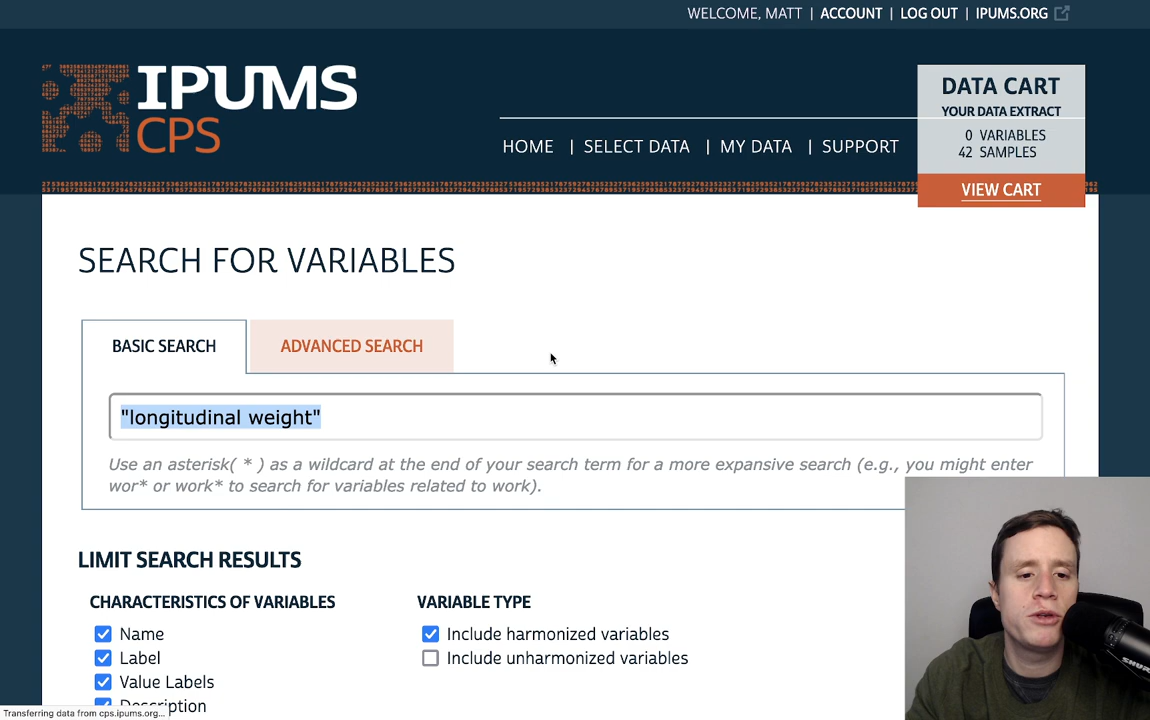 WELCOME, MATT | ACCOUNT | LOG OUT | IPUMS.ORG
IPUMS
CPS
HOME | SELECT DATA | MY DATA | SUPPORT
DATA CART
YOUR DATA EXTRACT
0 VARIABLES
42 SAMPLES
VIEW CART
SEARCH FOR VARIABLES
BASIC SEARCH
ADVANCED SEARCH
"longitudinal weight"
Use an asterisk( * ) as a wildcard at the end of your search term for a more expansive search (e.g., you might enter
wor* or work* to search for variables related to work).
LIMIT SEARCH RESULTS
CHARACTERISTICS OF VARIABLES
VARIABLE TYPE
Name
Include harmonized variables
Label
Include unharmonized variables
Value Labels
Description
Transferring data from cps.ipums.org...